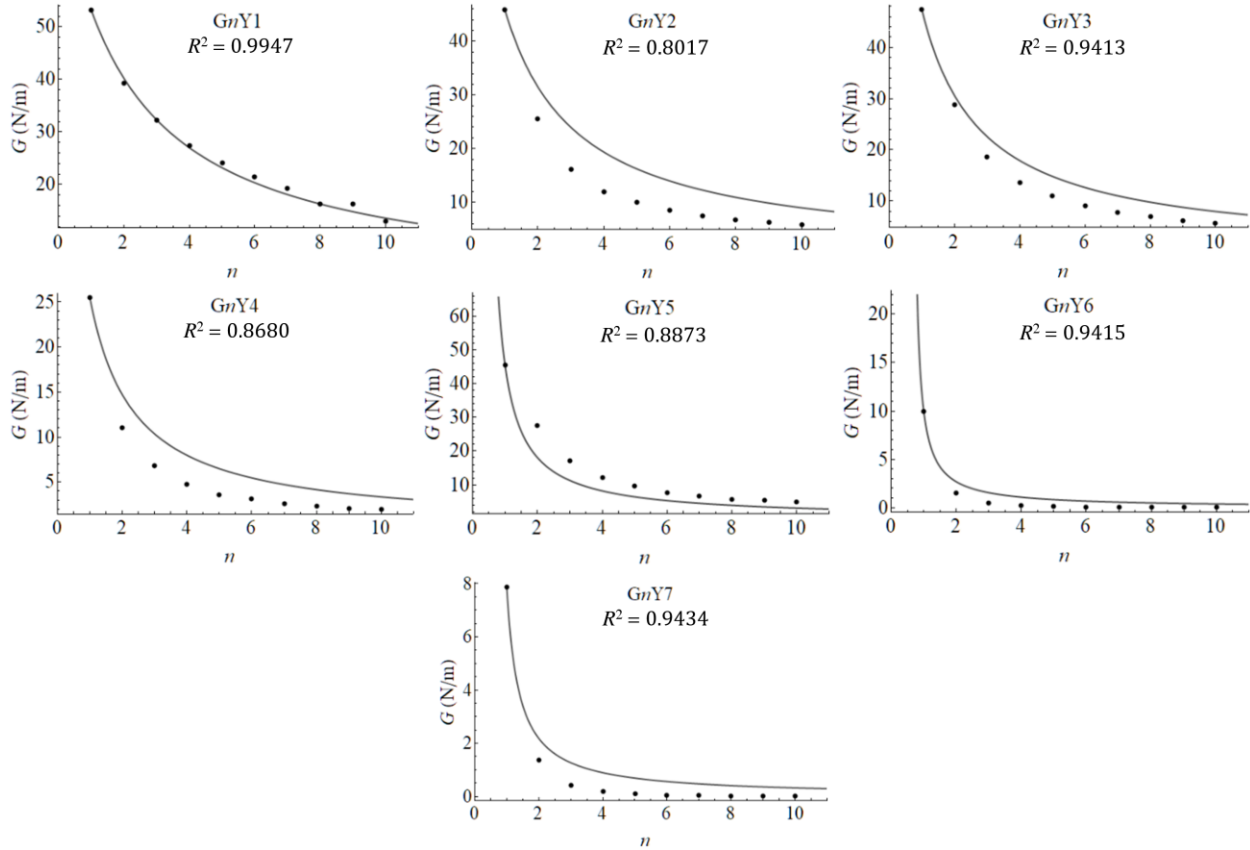 GnY1
R² = 0.9947
G (N/m)
50
40
30
20
0
2
4
6
8
10
n
GnY2
R² = 0.8017
G (N/m)
40
30
20
10
0
2
4
6
8
10
n
GnY3
R² = 0.9413
G (N/m)
40
30
20
10
0
2
4
6
8
10
n
GnY4
R² = 0.8680
G (N/m)
25
20
15
10
5
0
2
4
6
8
10
n
GnY5
R² = 0.8873
G (N/m)
60
50
40
30
20
10
0
2
4
6
8
10
n
GnY6
R² = 0.9415
G (N/m)
20
15
10
5
0
0
2
4
6
8
10
n
GnY7
R² = 0.9434
G (N/m)
8
6
4
2
0
0
2
4
6
8
10
n